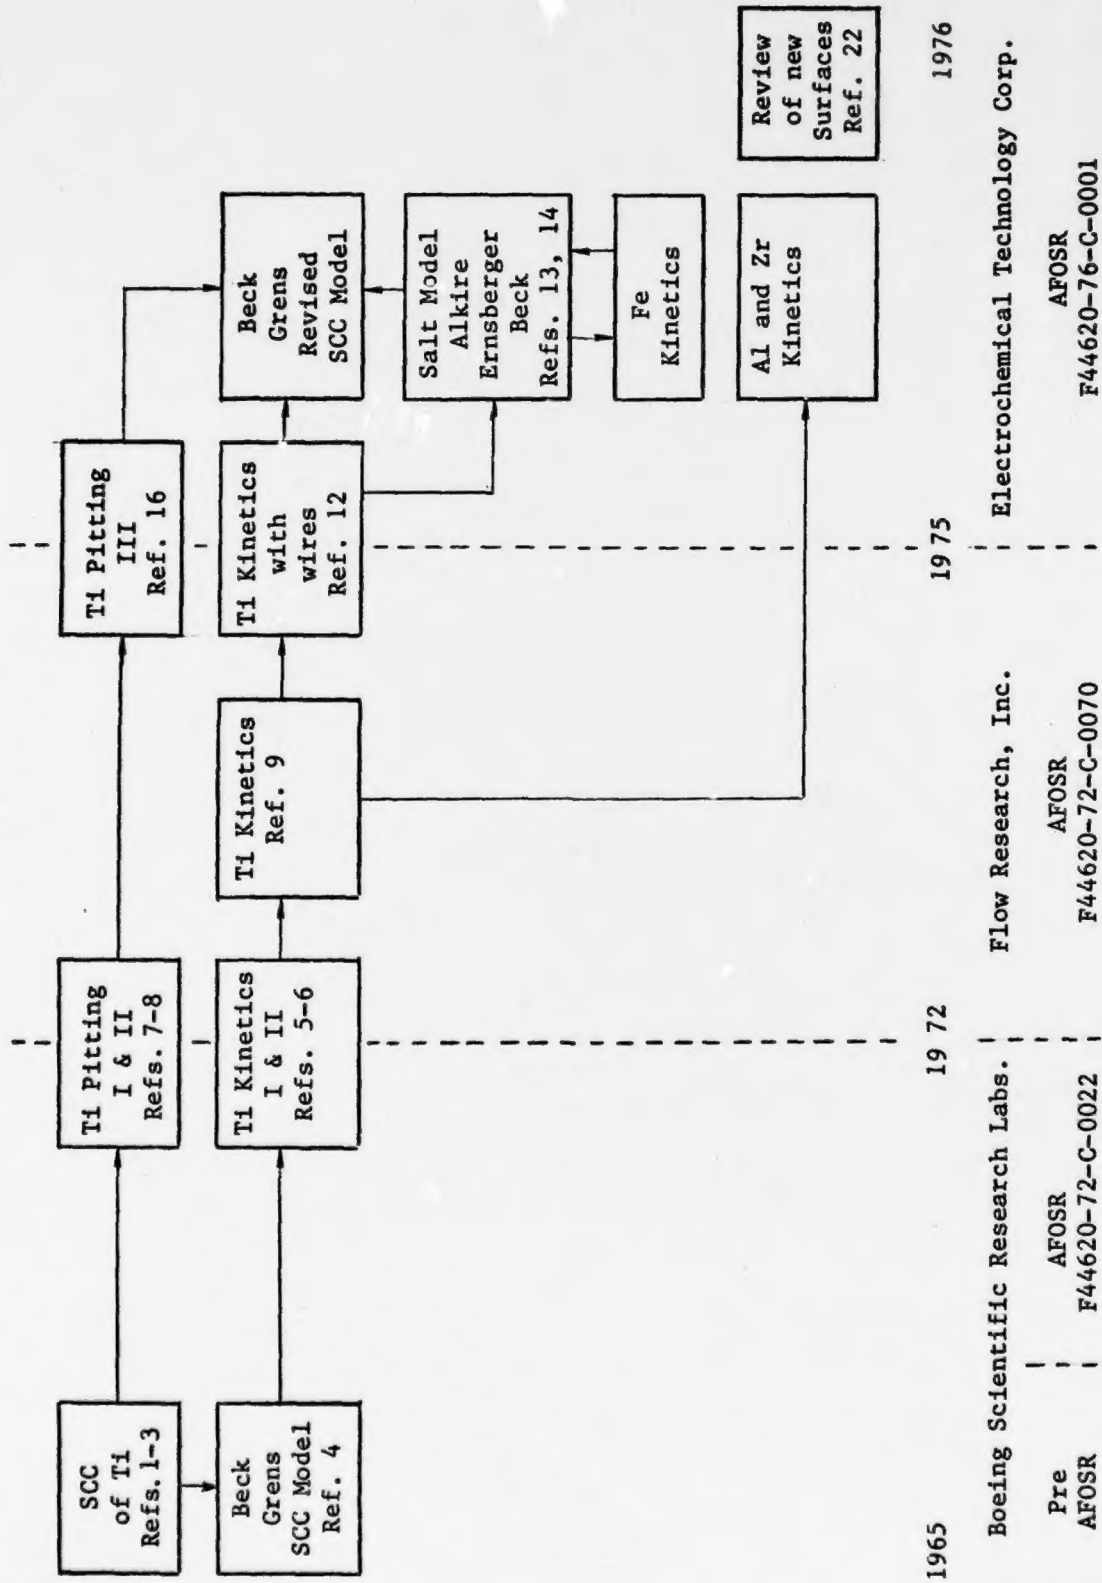 SCC
of Ti
Refs.1-3
Ti Pitting
I & II
Refs. 7-8
Ti Pitting
III
Ref. 16
Beck
Grens
SCC Model
Ref. 4
Ti Kinetics
I & II
Refs. 5-6
Ti Kinetics
Ref. 9
Ti Kinetics
with
wires
Ref. 12
Beck
Grens
Revised
SCC Model
Salt Model
Alkire
Ernsberger
Beck
Refs. 13, 14
Fe
Kinetics
Al and Zr
Kinetics
Review
of new
Surfaces
Ref. 22
1965
19 72
19 75
1976
Boeing Scientific Research Labs.
Flow Research, Inc.
Electrochemical Technology Corp.
Pre
AFOSR
AFOSR
F44620-72-C-0022
AFOSR
F44620-72-C-0070
AFOSR
F44620-76-C-0001